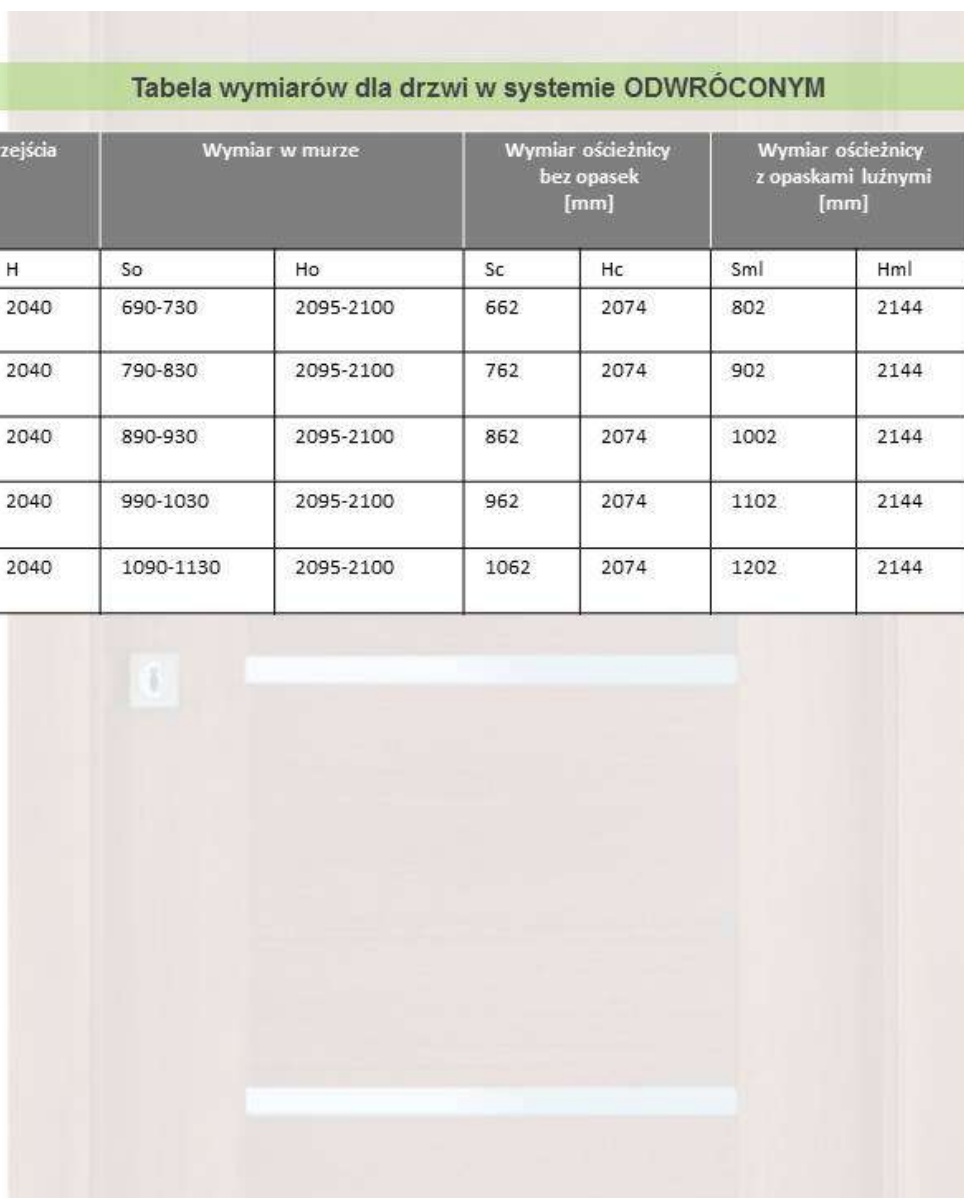 Tabela wymiarów dla drzwi w systemie ODWRÓCONYM
zejścia Wymiar w murze Wymiar ościeżnicy bez opasek [mm] Wymiar ościeżnicy z opaskami luźnymi [mm]
H So Ho Sc Hc Sml Hml
2040 690-730 2095-2100 662 2074 802 2144
2040 790-830 2095-2100 762 2074 902 2144
2040 890-930 2095-2100 862 2074 1002 2144
2040 990-1030 2095-2100 962 2074 1102 2144
2040 1090-1130 2095-2100 1062 2074 1202 2144